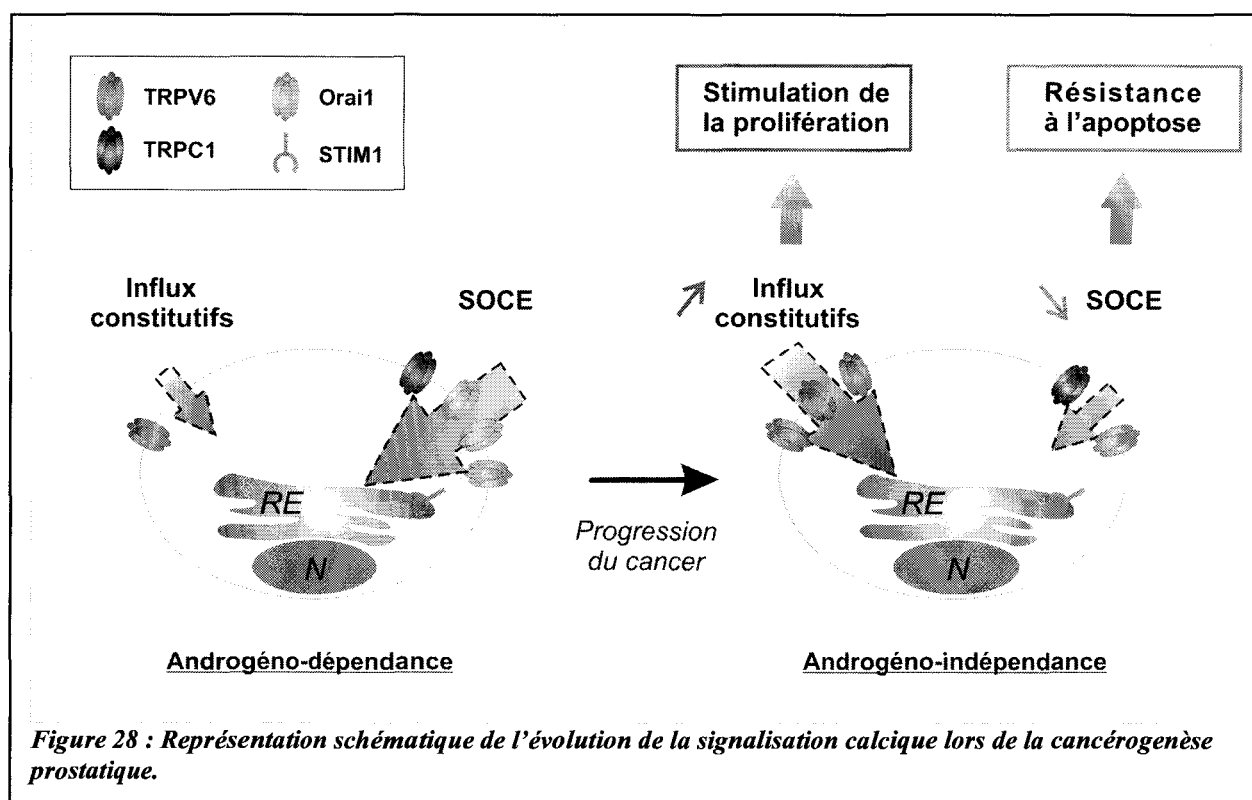 TRPV6
Orai1
TRPC1
STIM1
Stimulation de
la prolifération
Résistance
à l'apoptose
Influx
constitutifs
SOCE
Influx
constitutifs
SOCE
RE
N
Progression
du cancer
RE
N
Androgéno-dépendance
Androgéno-indépendance
Figure 28 : Représentation schématique de l'évolution de la signalisation calcique lors de la cancérogenèse
prostatique.